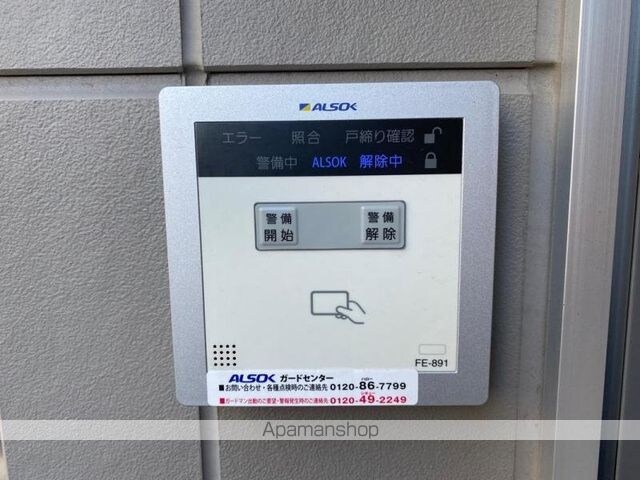 ALSOK
エラー 照合 戸締り確認
警備中 ALSOK 解除中
警備
開始
警備
解除
FE-891
ALSOK ガードセンター
■お問い合わせ・各種点検時のご連絡先 0120-86-7799
■ガードマン出動のご要望・警報発生時のご連絡先 0120-49-2249
Apamanshop